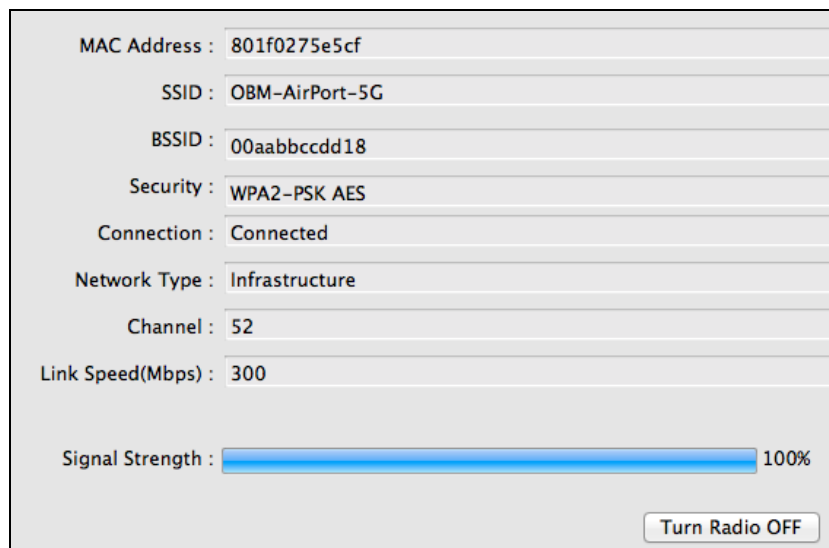 MAC Address : 801f0275e5cf
SSID : OBM-AirPort-5G
BSSID : 00aabbccdd18
Security : WPA2-PSK AES
Connection : Connected
Network Type : Infrastructure
Channel : 52
Link Speed(Mbps) : 300
Signal Strength : 100%
Turn Radio OFF